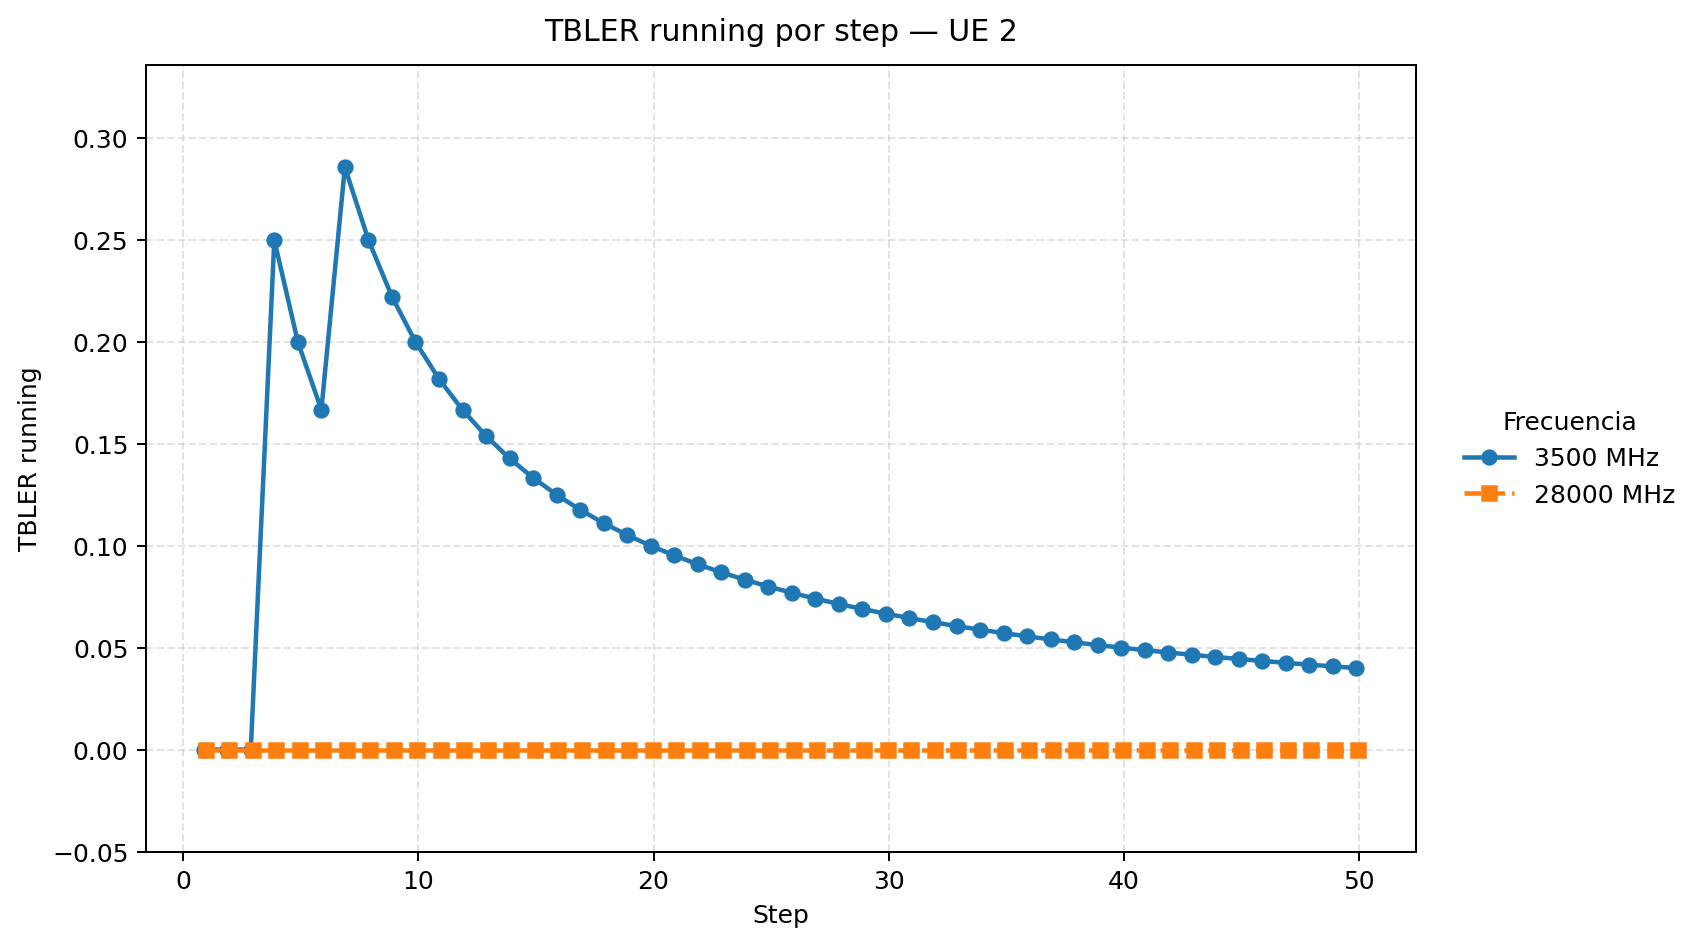 TBLER running por step — UE 2
TBLER running
0.30
0.25
0.20
0.15
0.10
0.05
0.00
−0.05
0 10 20 30 40 50
Step
Frecuencia
3500 MHz
28000 MHz